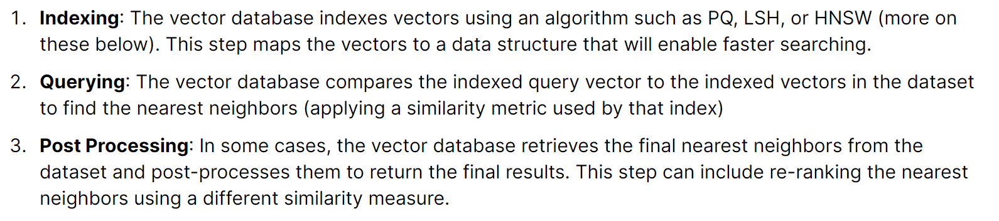 1. Indexing: The vector database indexes vectors using an algorithm such as PQ, LSH, or HNSW (more on
these below). This step maps the vectors to a data structure that will enable faster searching.
2. Querying: The vector database compares the indexed query vector to the indexed vectors in the dataset
to find the nearest neighbors (applying a similarity metric used by that index)
3. Post Processing: In some cases, the vector database retrieves the final nearest neighbors from the
dataset and post-processes them to return the final results. This step can include re-ranking the nearest
neighbors using a different similarity measure.